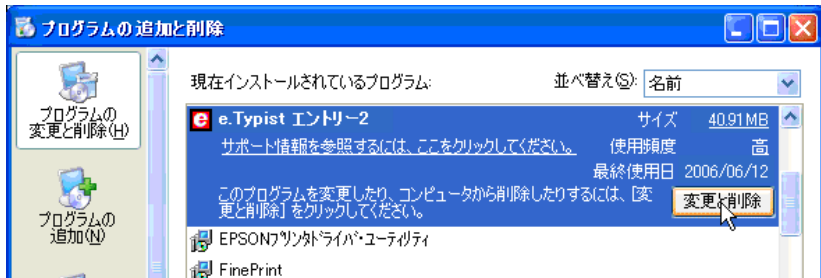 プログラムの追加と削除
現在インストールされているプログラム:
並べ替え(S): 名前
プログラムの
変更と削除(H)
e.Typist エントリー2
サイズ 40.91MB
サポート情報を参照するには、ここをクリックしてください。
使用頻度 高
最終使用日 2006/06/12
このプログラムを変更したり、コンピュータから削除したりするには、[変
更と削除] をクリックしてください。
変更と削除
プログラムの
追加(N)
EPSONプリンタドライバ・ユーティリティ
FinePrint